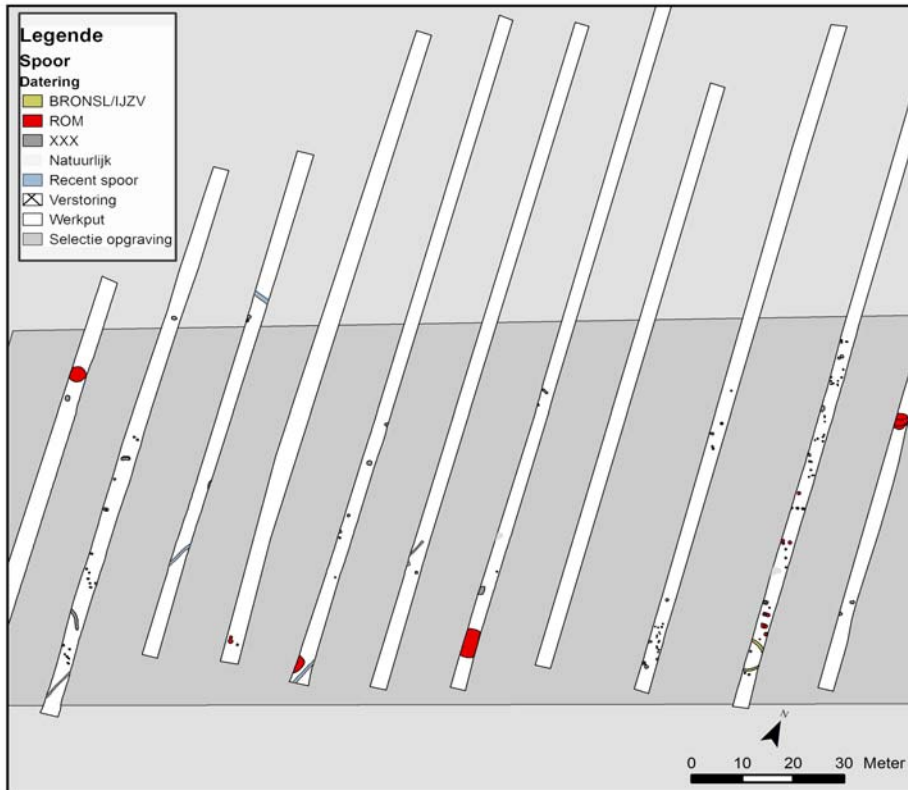 Legende
Spoor
Datering
BRONSL/IJZV
ROM
XXX
Natuurlijk
Recent spoor
Verstoring
Werkput
Selectie opgraving
N
0 10 20 30 Meter